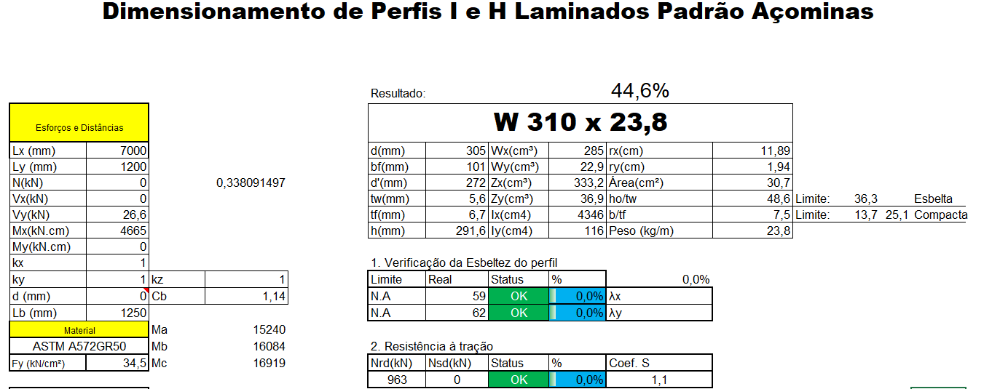 Dimensionamento de Perfis I e H Laminados Padrão Açominas
Resultado: 44,6%
Esforços e Distâncias
W 310 x 23,8
Lx (mm) 7000 d(mm) 305 Wx(cm³) 285 rx(cm) 11,89
Ly (mm) 1200 bf(mm) 101 Wy(cm³) 22,9 ry(cm) 1,94
N(kN) 0 0,338091497 d'(mm) 272 Zx(cm³) 333,2 Área(cm²) 30,7
Vx(kN) 0 tw(mm) 5,6 Zy(cm³) 36,9 ho/tw 48,6 Limite: 36,3 Esbelta
Vy(kN) 26,6 tf(mm) 6,7 Ix(cm4) 4346 b/tf 7,5 Limite: 13,7 25,1 Compacta
Mx(kN.cm) 4665 h(mm) 291,6 Iy(cm4) 116 Peso (kg/m) 23,8
My(kN.cm) 0
kx 1 1. Verificação da Esbeltez do perfil
ky 1 kz 1 Limite Real Status % 0,0%
d (mm) 0 Cb 1,14 N.A 59 OK 0,0% λx
Lb (mm) 1250 N.A 62 OK 0,0% λy
Material Ma 15240
ASTM A572GR50 Mb 16084 2. Resistência à tração
Fy (kN/cm²) 34,5 Mc 16919 Nrd(kN) Nsd(kN) Status % Coef. S
963 0 OK 0,0% 1,1